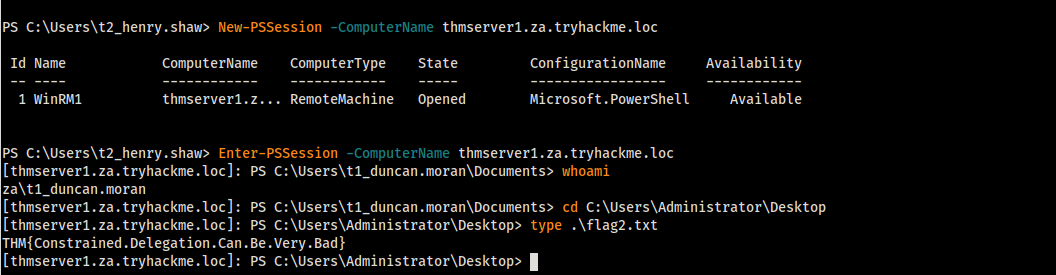 PS C:\Users\t2_henry.shaw> New-PSSession -ComputerName thmserver1.za.tryhackme.loc
Id Name ComputerName ComputerType State ConfigurationName Availability
-- ---- ------------ ------------ ----- ----------------- ------------
1 WinRM1 thmserver1.z... RemoteMachine Opened Microsoft.PowerShell Available
PS C:\Users\t2_henry.shaw> Enter-PSSession -ComputerName thmserver1.za.tryhackme.loc
[thmserver1.za.tryhackme.loc]: PS C:\Users\t1_duncan.moran\Documents> whoami
za\t1_duncan.moran
[thmserver1.za.tryhackme.loc]: PS C:\Users\t1_duncan.moran\Documents> cd C:\Users\Administrator\Desktop
[thmserver1.za.tryhackme.loc]: PS C:\Users\Administrator\Desktop> type .\flag2.txt
THM{Constrained.Delegation.Can.Be.Very.Bad}
[thmserver1.za.tryhackme.loc]: PS C:\Users\Administrator\Desktop>